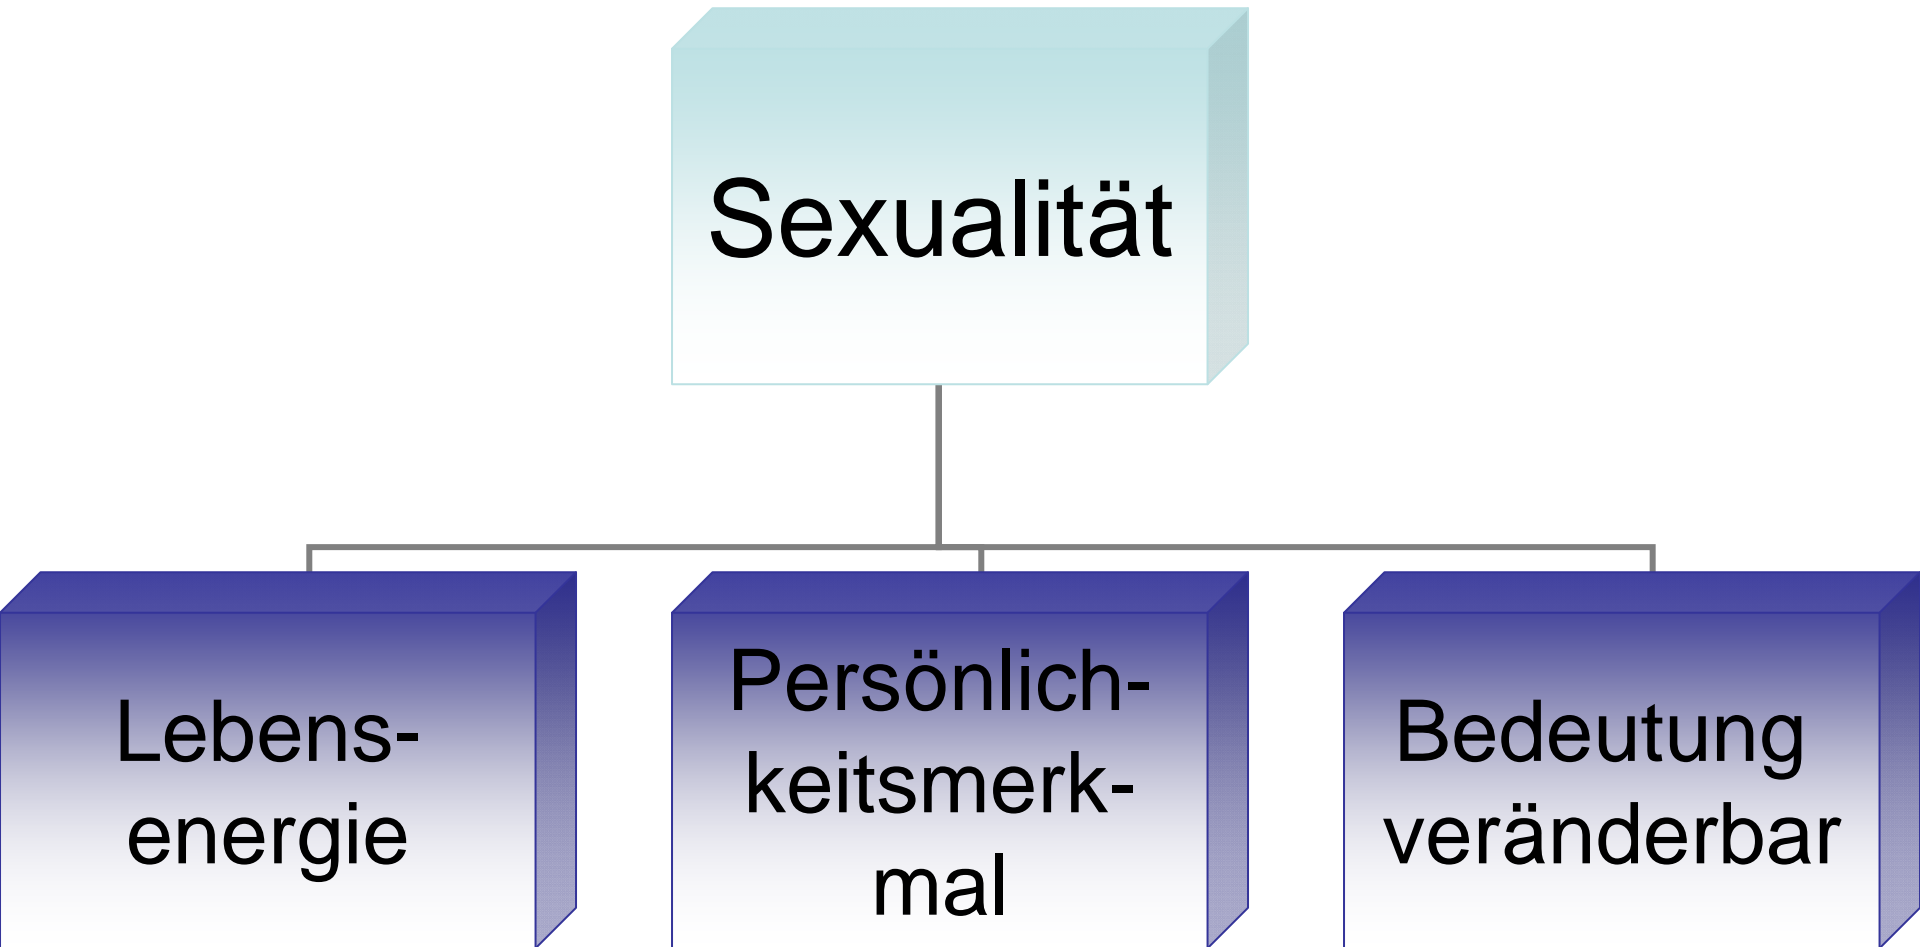 Sexualität
Lebens-
energie
Persönlich-
keitsmerk-
mal
Bedeutung
veränderbar